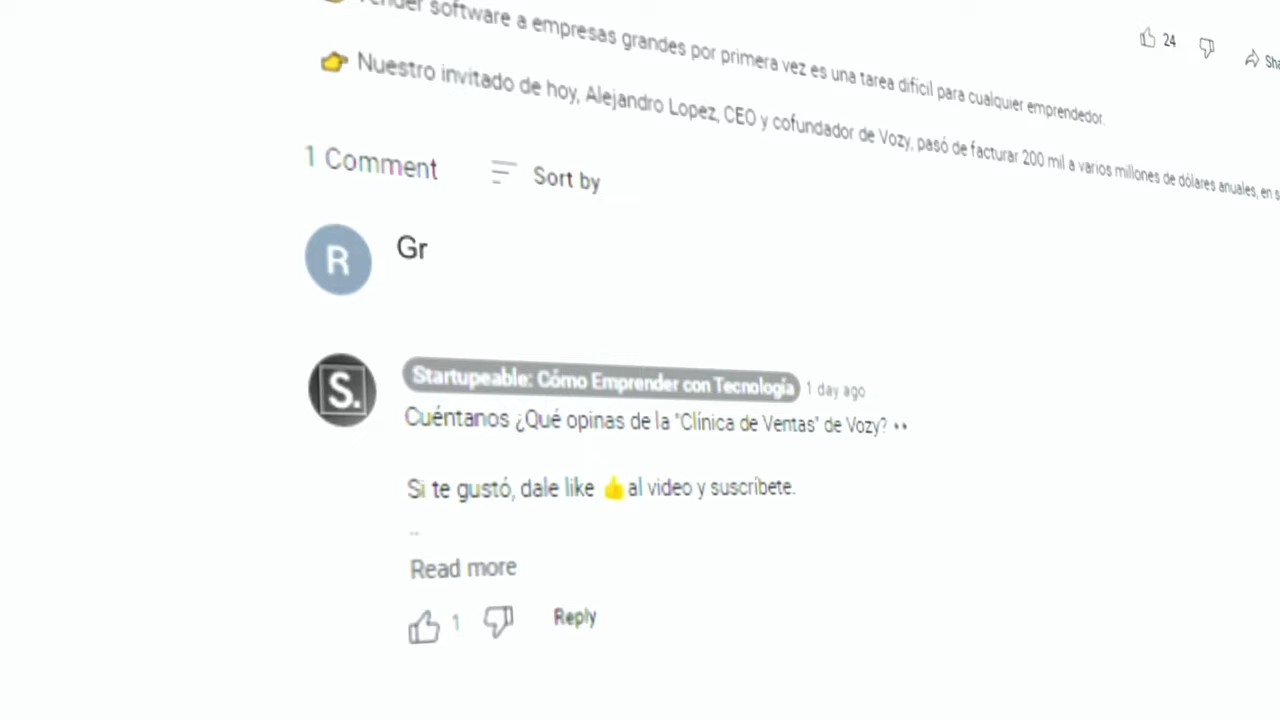 software a empresas grandes por primera vez es una tarea difícil para cualquier emprendedor.
24
👉 Nuestro invitado de hoy, Alejandro Lopez, CEO y cofundador de Vozy, pasó de facturar 200 mil a varios millones de dólares anuales, en s
1 Comment
Sort by
R
Gr
S.
Startupeable: Cómo Emprender con Tecnología
1 day ago
Cuéntanos ¿Qué opinas de la "Clínica de Ventas" de Vozy?
Si te gustó, dale like 👍 al video y suscríbete.
--
Read more
1
Reply